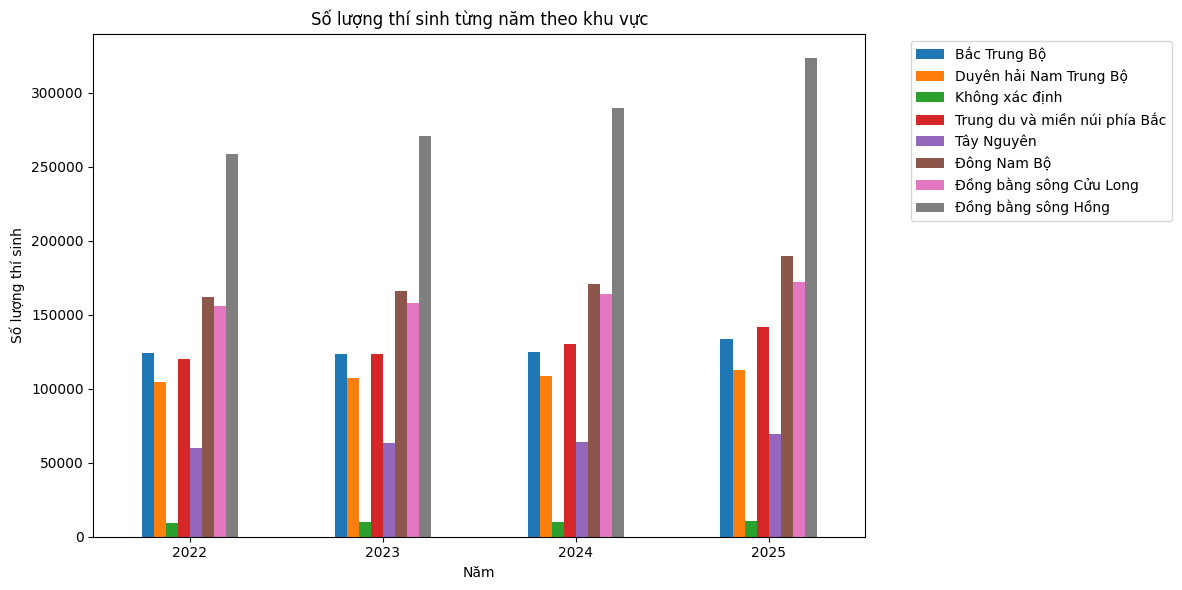 Số lượng thí sinh từng năm theo khu vực
Số lượng thí sinh
300000
250000
200000
150000
100000
50000
0
2022
2023
2024
2025
Năm
Bắc Trung Bộ
Duyên hải Nam Trung Bộ
Không xác định
Trung du và miền núi phía Bắc
Tây Nguyên
Đông Nam Bộ
Đồng bằng sông Cửu Long
Đồng bằng sông Hồng